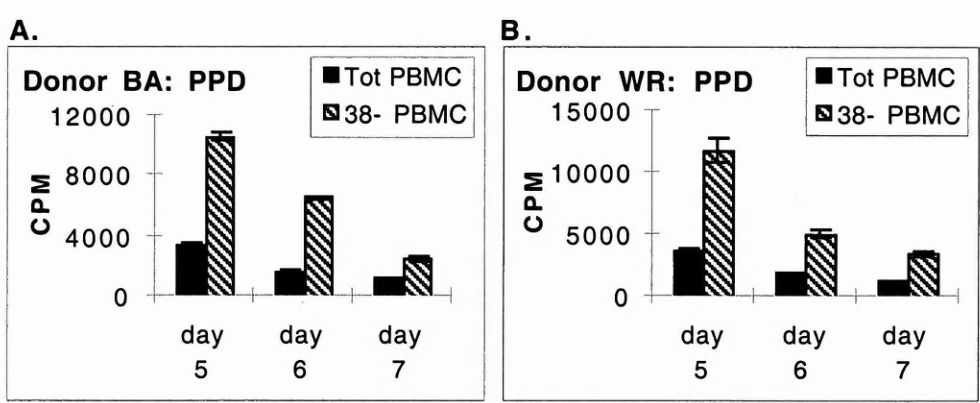 A.
Donor BA: PPD
Tot PBMC
38- PBMC
12000
8000
4000
0
CPM
day day day
5 6 7
B.
Donor WR: PPD
Tot PBMC
38- PBMC
15000
10000
5000
0
CPM
day day day
5 6 7